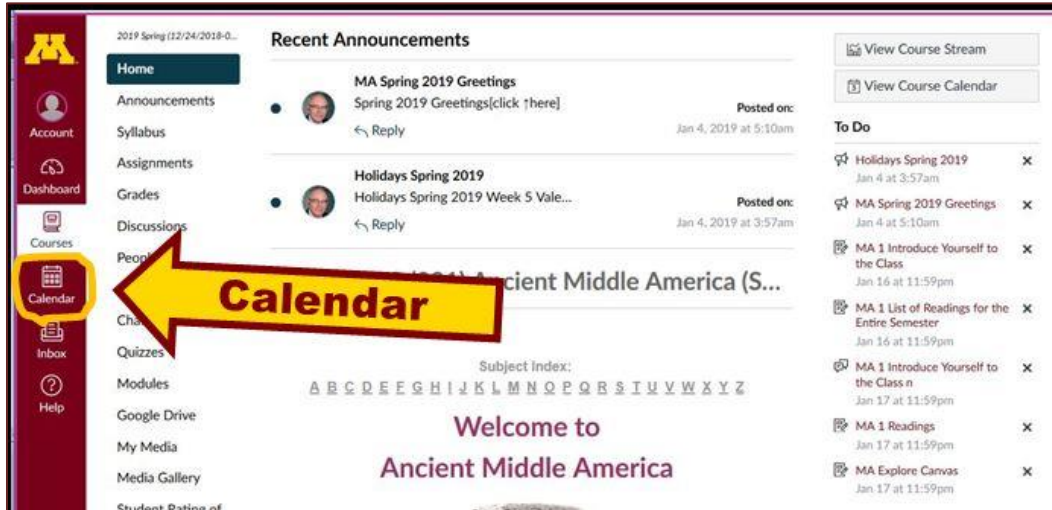 M
Account
Dashboard
Courses
Calendar
Inbox
Help
2019 Spring (12/24/2018-0...
Home
Announcements
Syllabus
Assignments
Grades
Discussions
Quizzes
Modules
Google Drive
My Media
Media Gallery
Student Rating of
Calendar
Recent Announcements
MA Spring 2019 Greetings
Spring 2019 Greetings[click ↑here]
Reply
Posted on:
Jan 4, 2019 at 5:10am
Holidays Spring 2019
Holidays Spring 2019 Week 5 Vale...
Reply
Posted on:
Jan 4, 2019 at 3:57am
cient Middle America (S...
Subject Index:
A B C D E F G H I J K L M N O P Q R S T U V W X Y Z
Welcome to
Ancient Middle America
View Course Stream
View Course Calendar
To Do
Holidays Spring 2019
Jan 4 at 3:57am
MA Spring 2019 Greetings
Jan 4 at 5:10am
MA 1 Introduce Yourself to
the Class
Jan 16 at 11:59pm
MA 1 List of Readings for the
Entire Semester
Jan 16 at 11:59pm
MA 1 Introduce Yourself to
the Class n
Jan 17 at 11:59pm
MA 1 Readings
Jan 17 at 11:59pm
MA Explore Canvas
Jan 17 at 11:59pm